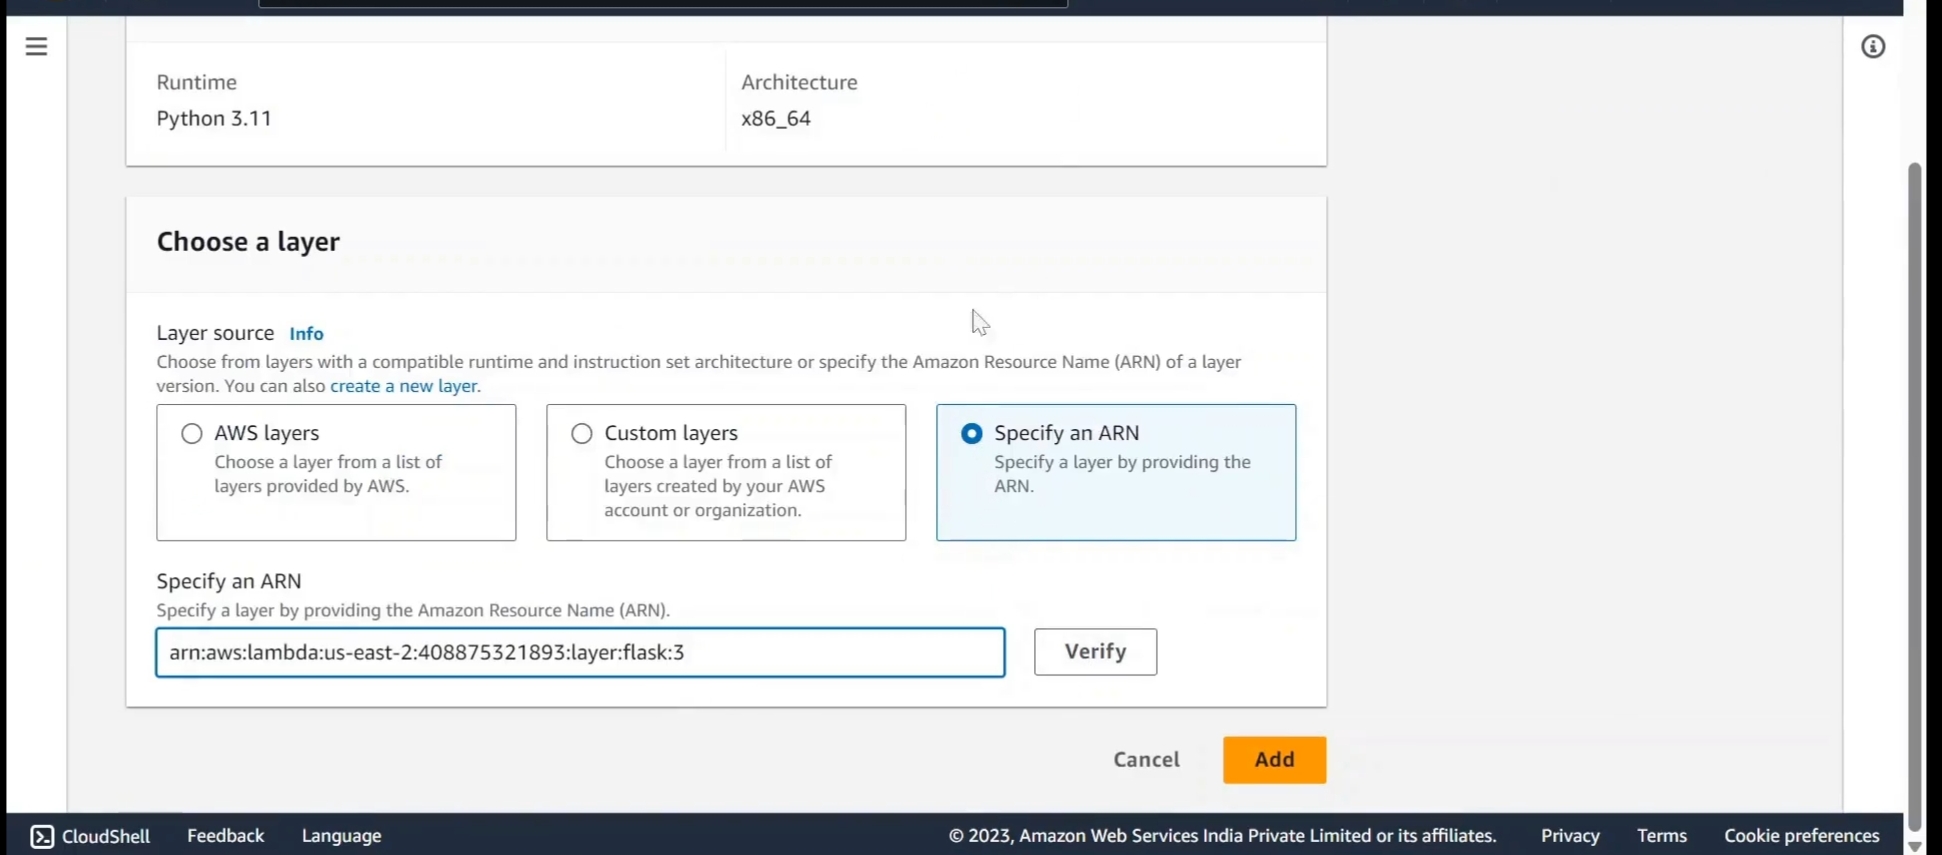 Runtime
Python 3.11
Architecture
x86_64
Choose a layer
Layer source Info
Choose from layers with a compatible runtime and instruction set architecture or specify the Amazon Resource Name (ARN) of a layer
version. You can also create a new layer.
AWS layers
Choose a layer from a list of
layers provided by AWS.
Custom layers
Choose a layer from a list of
layers created by your AWS
account or organization.
Specify an ARN
Specify a layer by providing the
ARN.
Specify an ARN
Specify a layer by providing the Amazon Resource Name (ARN).
arn:aws:lambda:us-east-2:408875321893:layer:flask:3
Verify
Cancel
Add
CloudShell Feedback Language © 2023, Amazon Web Services India Private Limited or its affiliates. Privacy Terms Cookie preferences